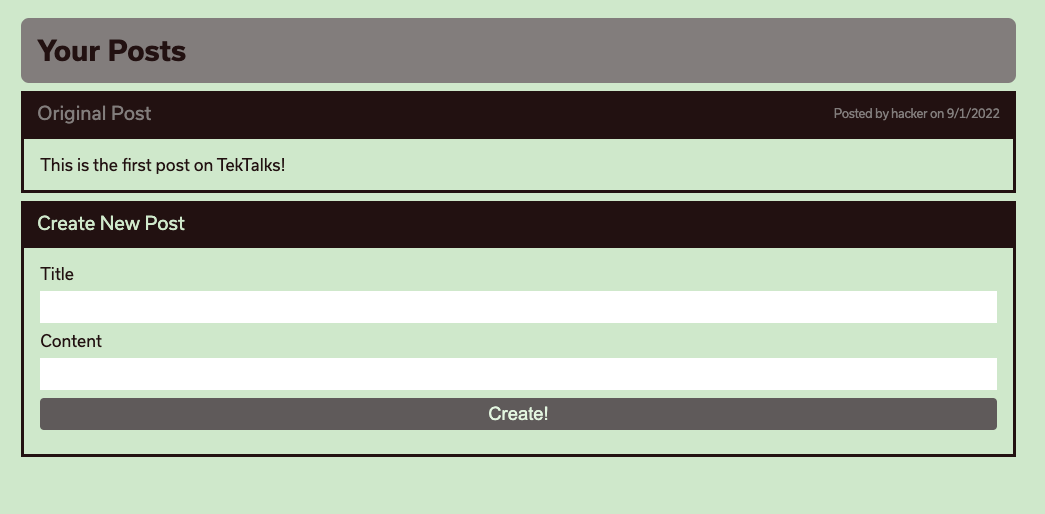 Your Posts
Original Post
Posted by hacker on 9/1/2022
This is the first post on TekTalks!
Create New Post
Title
Content
Create!